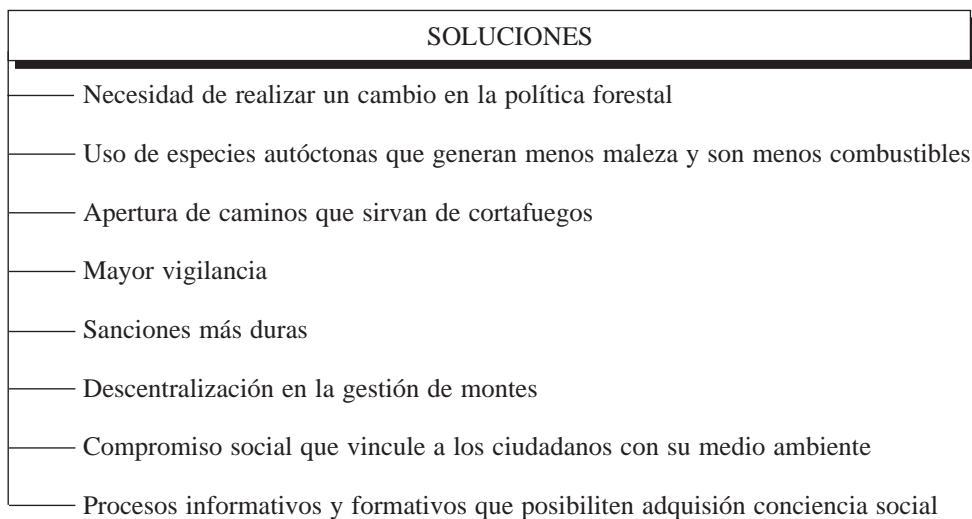 SOLUCIONES
Necesidad de realizar un cambio en la política forestal
Uso de especies autóctonas que generan menos maleza y son menos combustibles
Apertura de caminos que sirvan de cortafuegos
Mayor vigilancia
Sanciones más duras
Descentralización en la gestión de montes
Compromiso social que vincule a los ciudadanos con su medio ambiente
Procesos informativos y formativos que posibiliten adquisición conciencia social